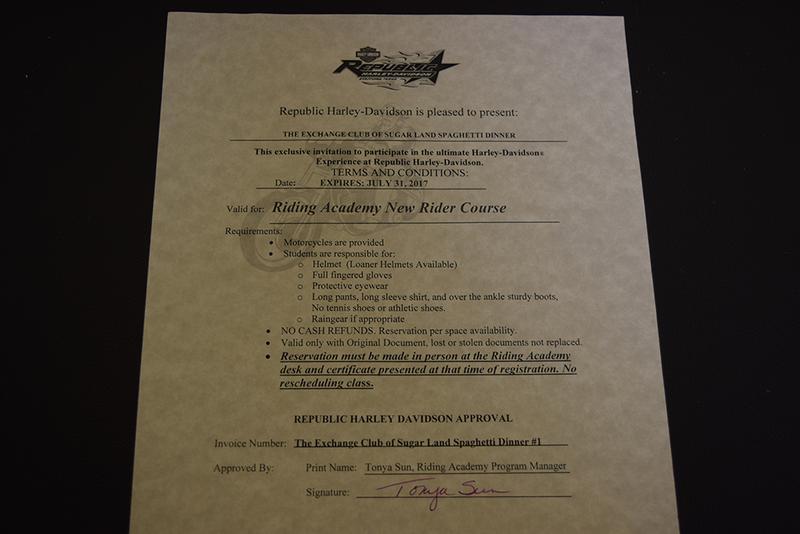 HARLEY-DAVIDSON
REPUBLIC
HARLEY-DAVIDSON
STAFFORD, TEXAS
Republic Harley-Davidson is pleased to present:
THE EXCHANGE CLUB OF SUGAR LAND SPAGHETTI DINNER
This exclusive invitation to participate in the ultimate Harley-Davidson®
Experience at Republic Harley-Davidson.
TERMS AND CONDITIONS:
Date: EXPIRES: JULY 31, 2017
Valid for: Riding Academy New Rider Course
Requirements:
• Motorcycles are provided
• Students are responsible for:
o Helmet (Loaner Helmets Available)
o Full fingered gloves
o Protective eyewear
o Long pants, long sleeve shirt, and over the ankle sturdy boots,
No tennis shoes or athletic shoes.
o Raingear if appropriate
• NO CASH REFUNDS. Reservation per space availability.
• Valid only with Original Document, lost or stolen documents not replaced.
• Reservation must be made in person at the Riding Academy
desk and certificate presented at that time of registration. No
rescheduling class.
REPUBLIC HARLEY DAVIDSON APPROVAL
Invoice Number: The Exchange Club of Sugar Land Spaghetti Dinner #1
Approved By: Print Name: Tonya Sun, Riding Academy Program Manager
Signature: Tonya Sun